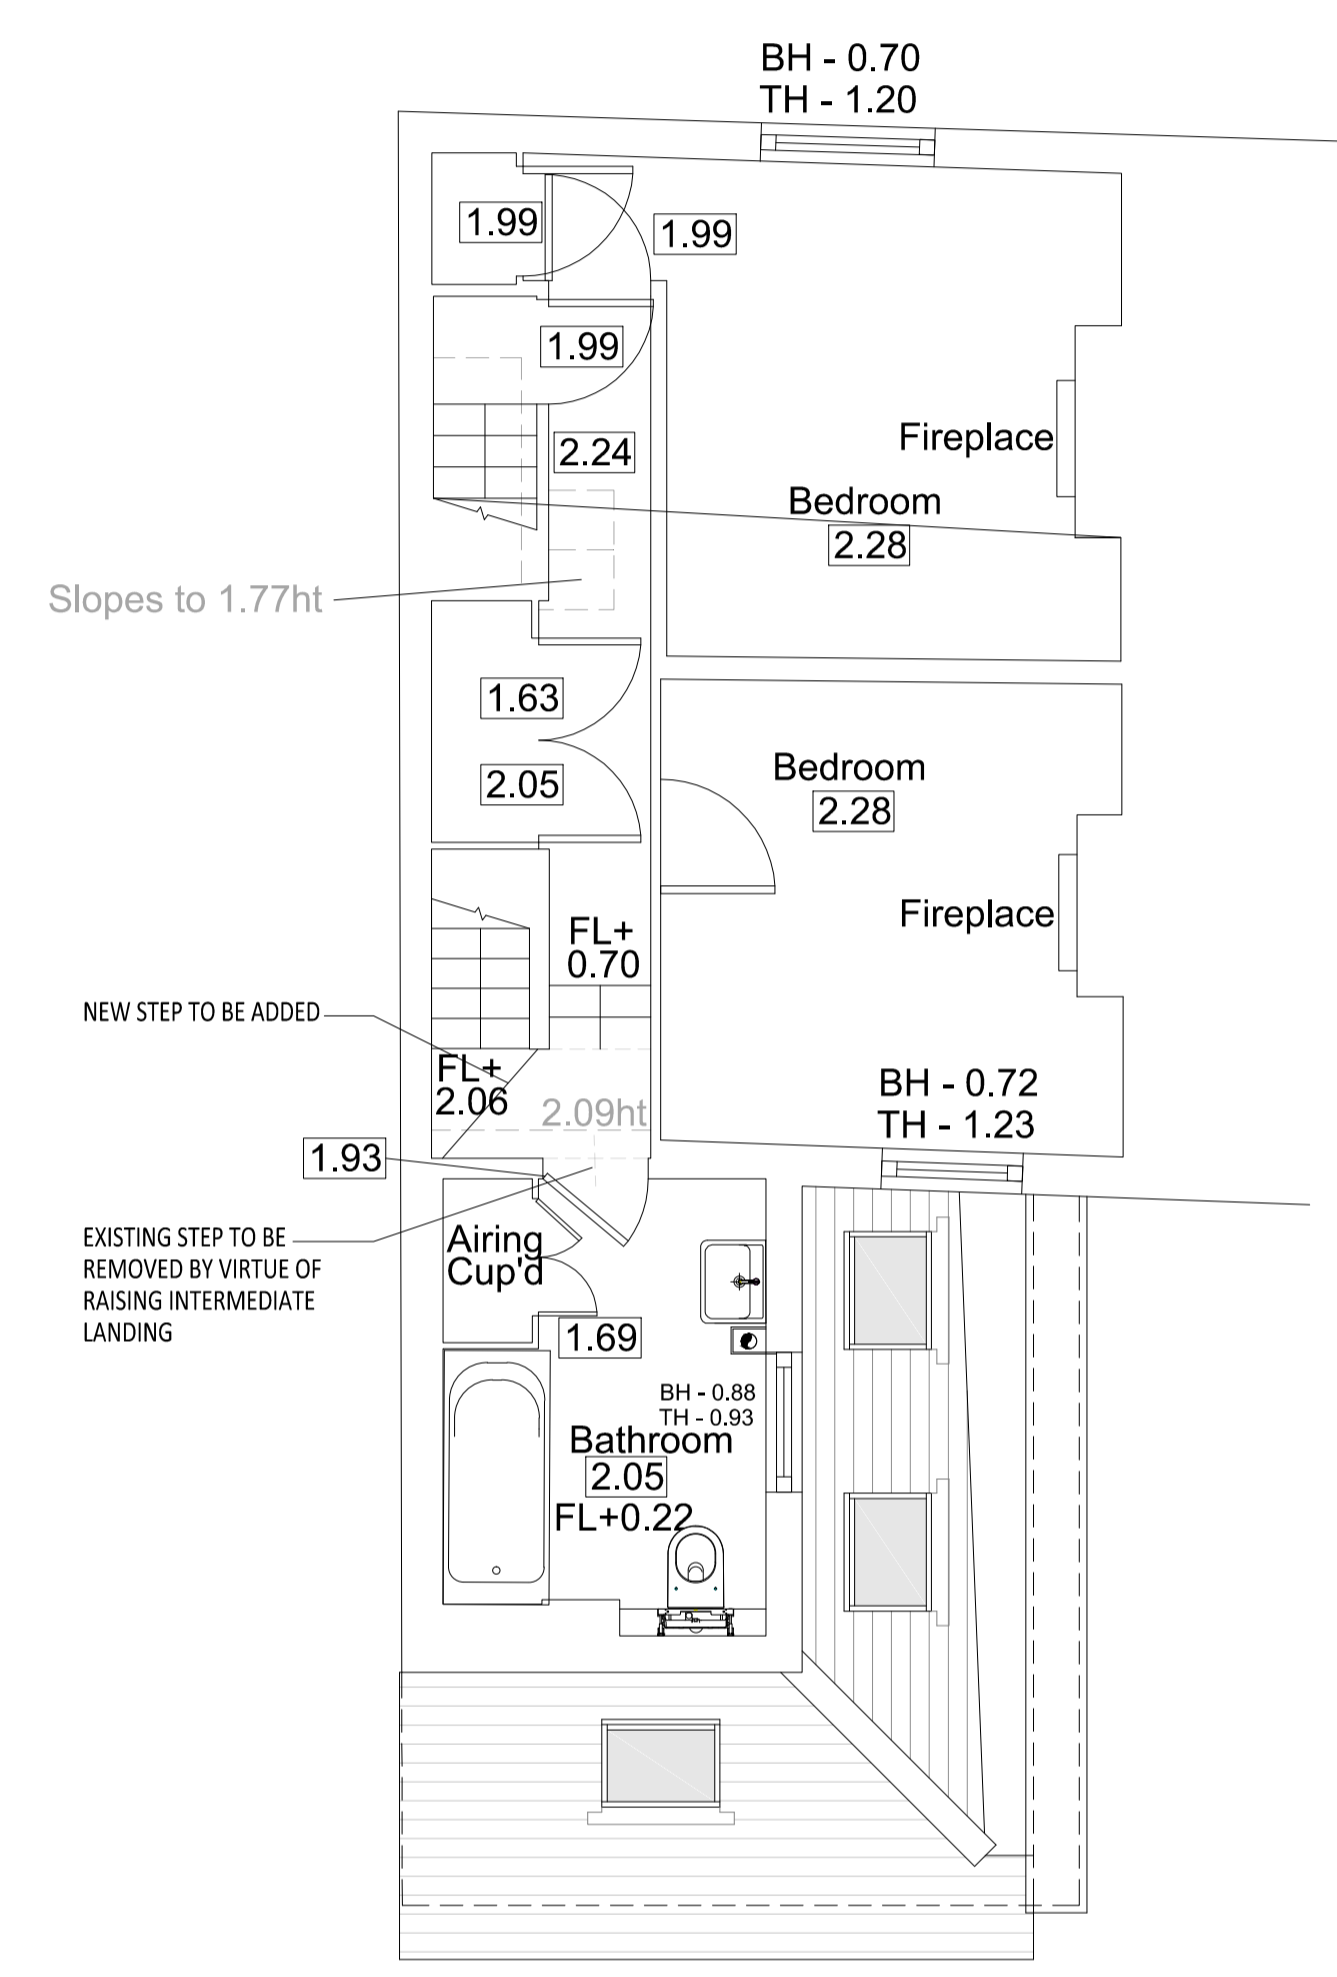 BH - 0.70
TH - 1.20
1.99
1.99
1.99
2.24
Fireplace
Bedroom
2.28
Slopes to 1.77ht
1.63
2.05
Bedroom
2.28
Fireplace
FL+
0.70
NEW STEP TO BE ADDED
FL+
2.06
2.09ht
BH - 0.72
TH - 1.23
1.93
EXISTING STEP TO BE
REMOVED BY VIRTUE OF
RAISING INTERMEDIATE
LANDING
Airing
Cup'd
1.69
BH - 0.88
TH - 0.93
Bathroom
2.05
FL+0.22